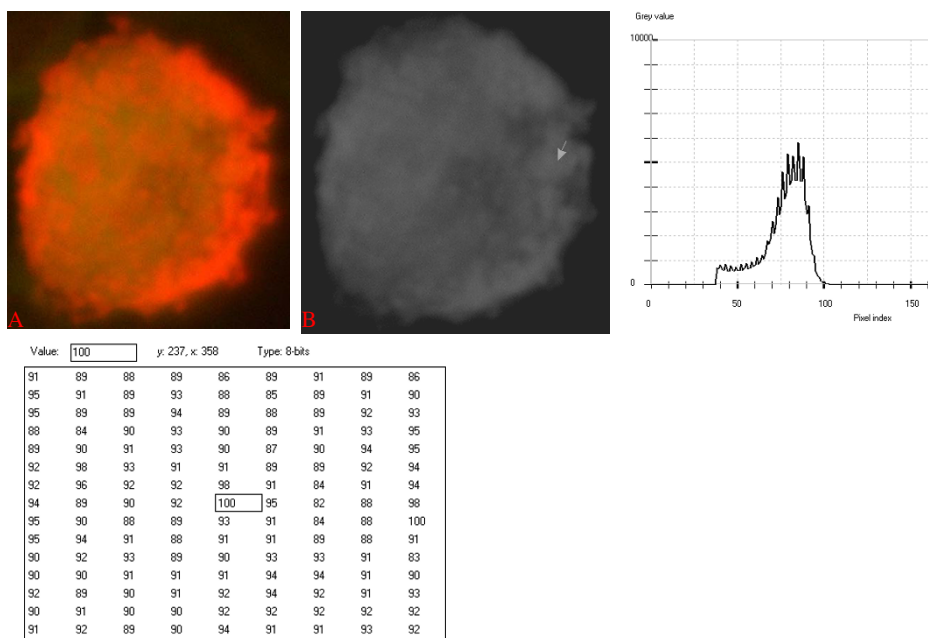 A
B
Grey value
10000
0
0 50 100 150
Pixel index
Value: 100 y: 237, x: 358 Type: 8-bits
91 89 88 89 86 89 91 89 86
95 91 89 93 88 85 89 91 90
95 89 89 94 89 88 89 92 93
88 84 90 93 90 89 91 93 95
89 90 91 93 90 87 90 94 95
92 98 93 91 91 89 89 92 94
92 96 92 92 98 91 84 91 94
94 89 90 92 100 95 82 88 98
95 90 88 89 93 91 84 88 100
95 94 91 88 91 91 89 88 91
90 92 93 89 90 93 93 91 83
90 90 91 91 91 94 94 91 90
92 89 90 91 92 94 92 91 93
90 91 90 90 92 92 92 92 92
91 92 89 90 94 91 91 93 92